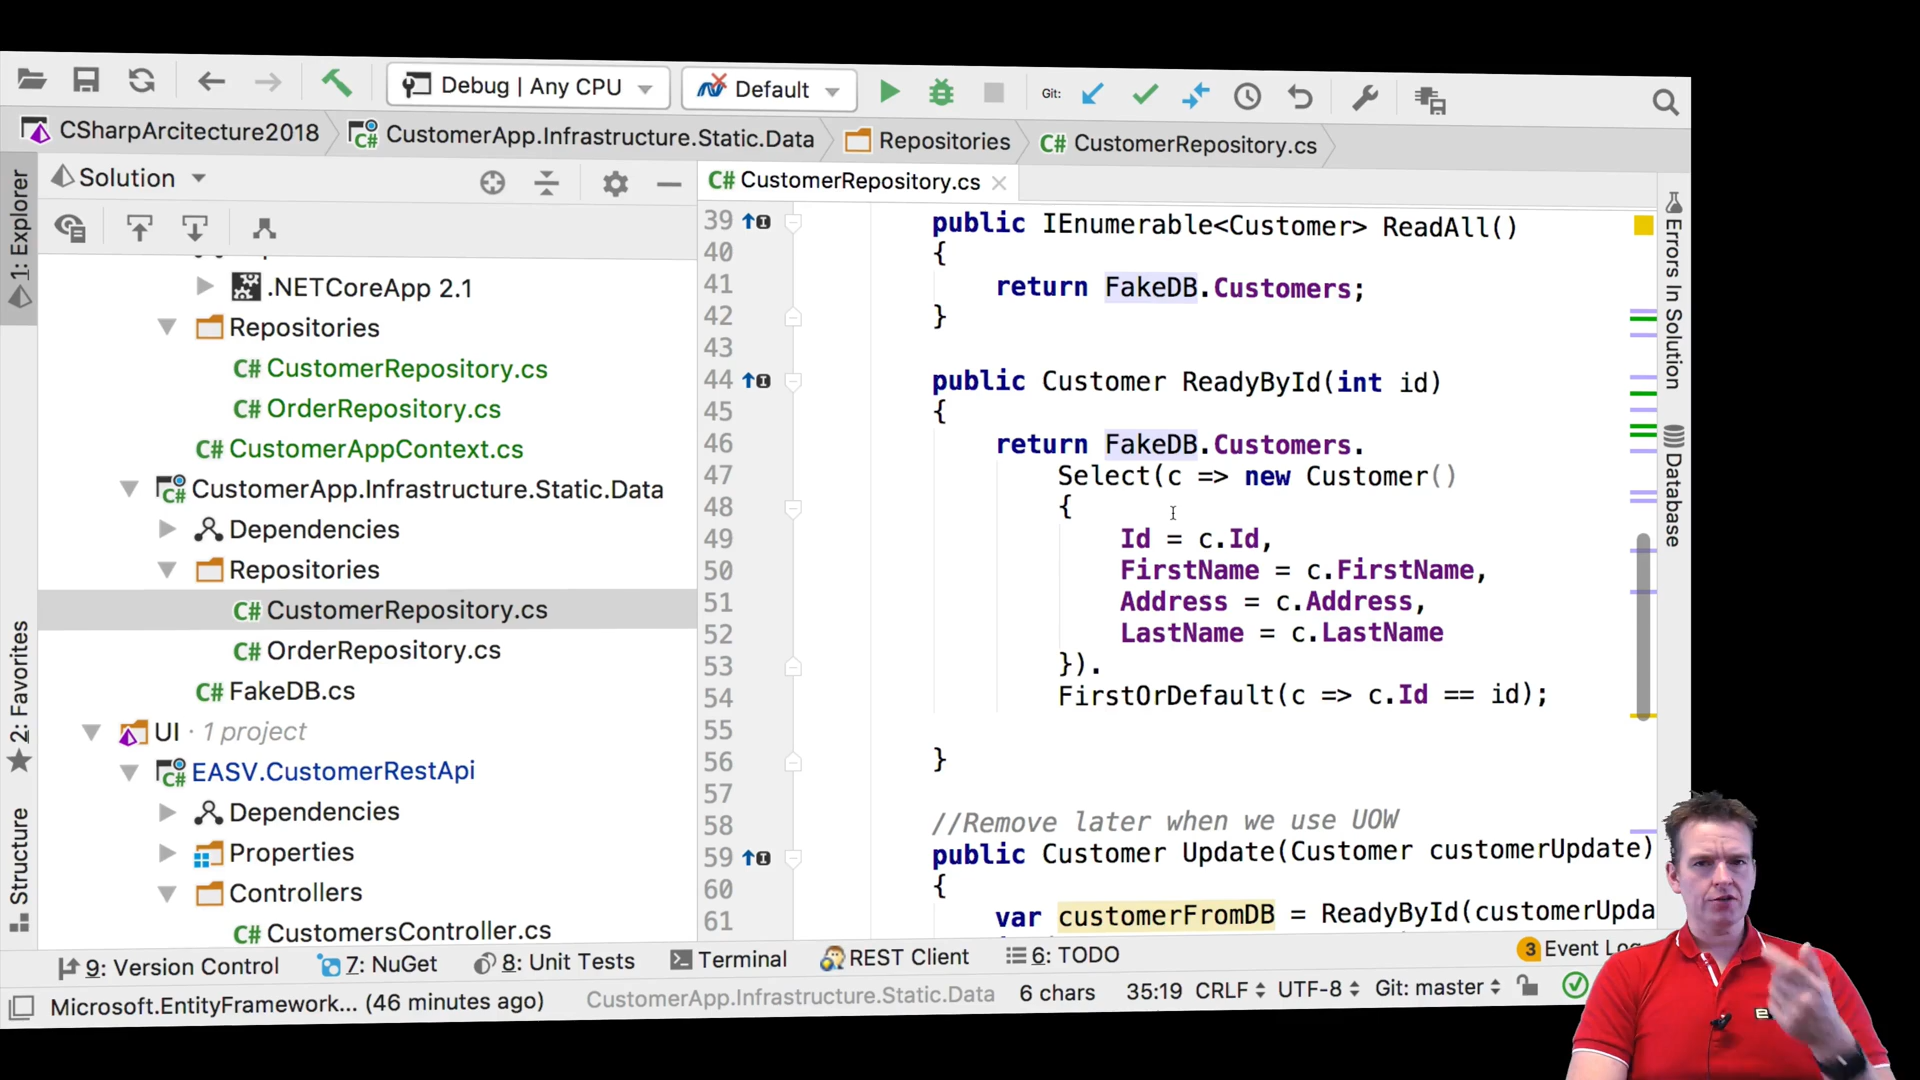 Debug | Any CPU
Default
Git:
CSharpArcitecture2018
CustomerApp.Infrastructure.Static.Data
Repositories
C# CustomerRepository.cs
1: Explorer
Solution
.NETCoreApp 2.1
Repositories
C# CustomerRepository.cs
C# OrderRepository.cs
C# CustomerAppContext.cs
C# CustomerApp.Infrastructure.Static.Data
Dependencies
Repositories
C# CustomerRepository.cs
C# OrderRepository.cs
C# FakeDB.cs
UI · 1 project
C# EASV.CustomerRestApi
Dependencies
Properties
Controllers
C# CustomersController.cs
2: Favorites
Structure
C# CustomerRepository.cs
39 public IEnumerable<Customer> ReadAll()
40 {
41 return FakeDB.Customers;
42 }
43
44 public Customer ReadyById(int id)
45 {
46 return FakeDB.Customers.
47 Select(c => new Customer()
48 {
49 Id = c.Id,
50 FirstName = c.FirstName,
51 Address = c.Address,
52 LastName = c.LastName
53 }).
54 FirstOrDefault(c => c.Id == id);
55
56 }
57
58 //Remove later when we use UOW
59 public Customer Update(Customer customerUpdate)
60 {
61 var customerFromDB = ReadyById(customerUpda
Errors In Solution
Database
9: Version Control
7: NuGet
8: Unit Tests
Terminal
REST Client
6: TODO
3 Event Log
Microsoft.EntityFramework... (46 minutes ago)
CustomerApp.Infrastructure.Static.Data
6 chars
35:19
CRLF
UTF-8
Git: master